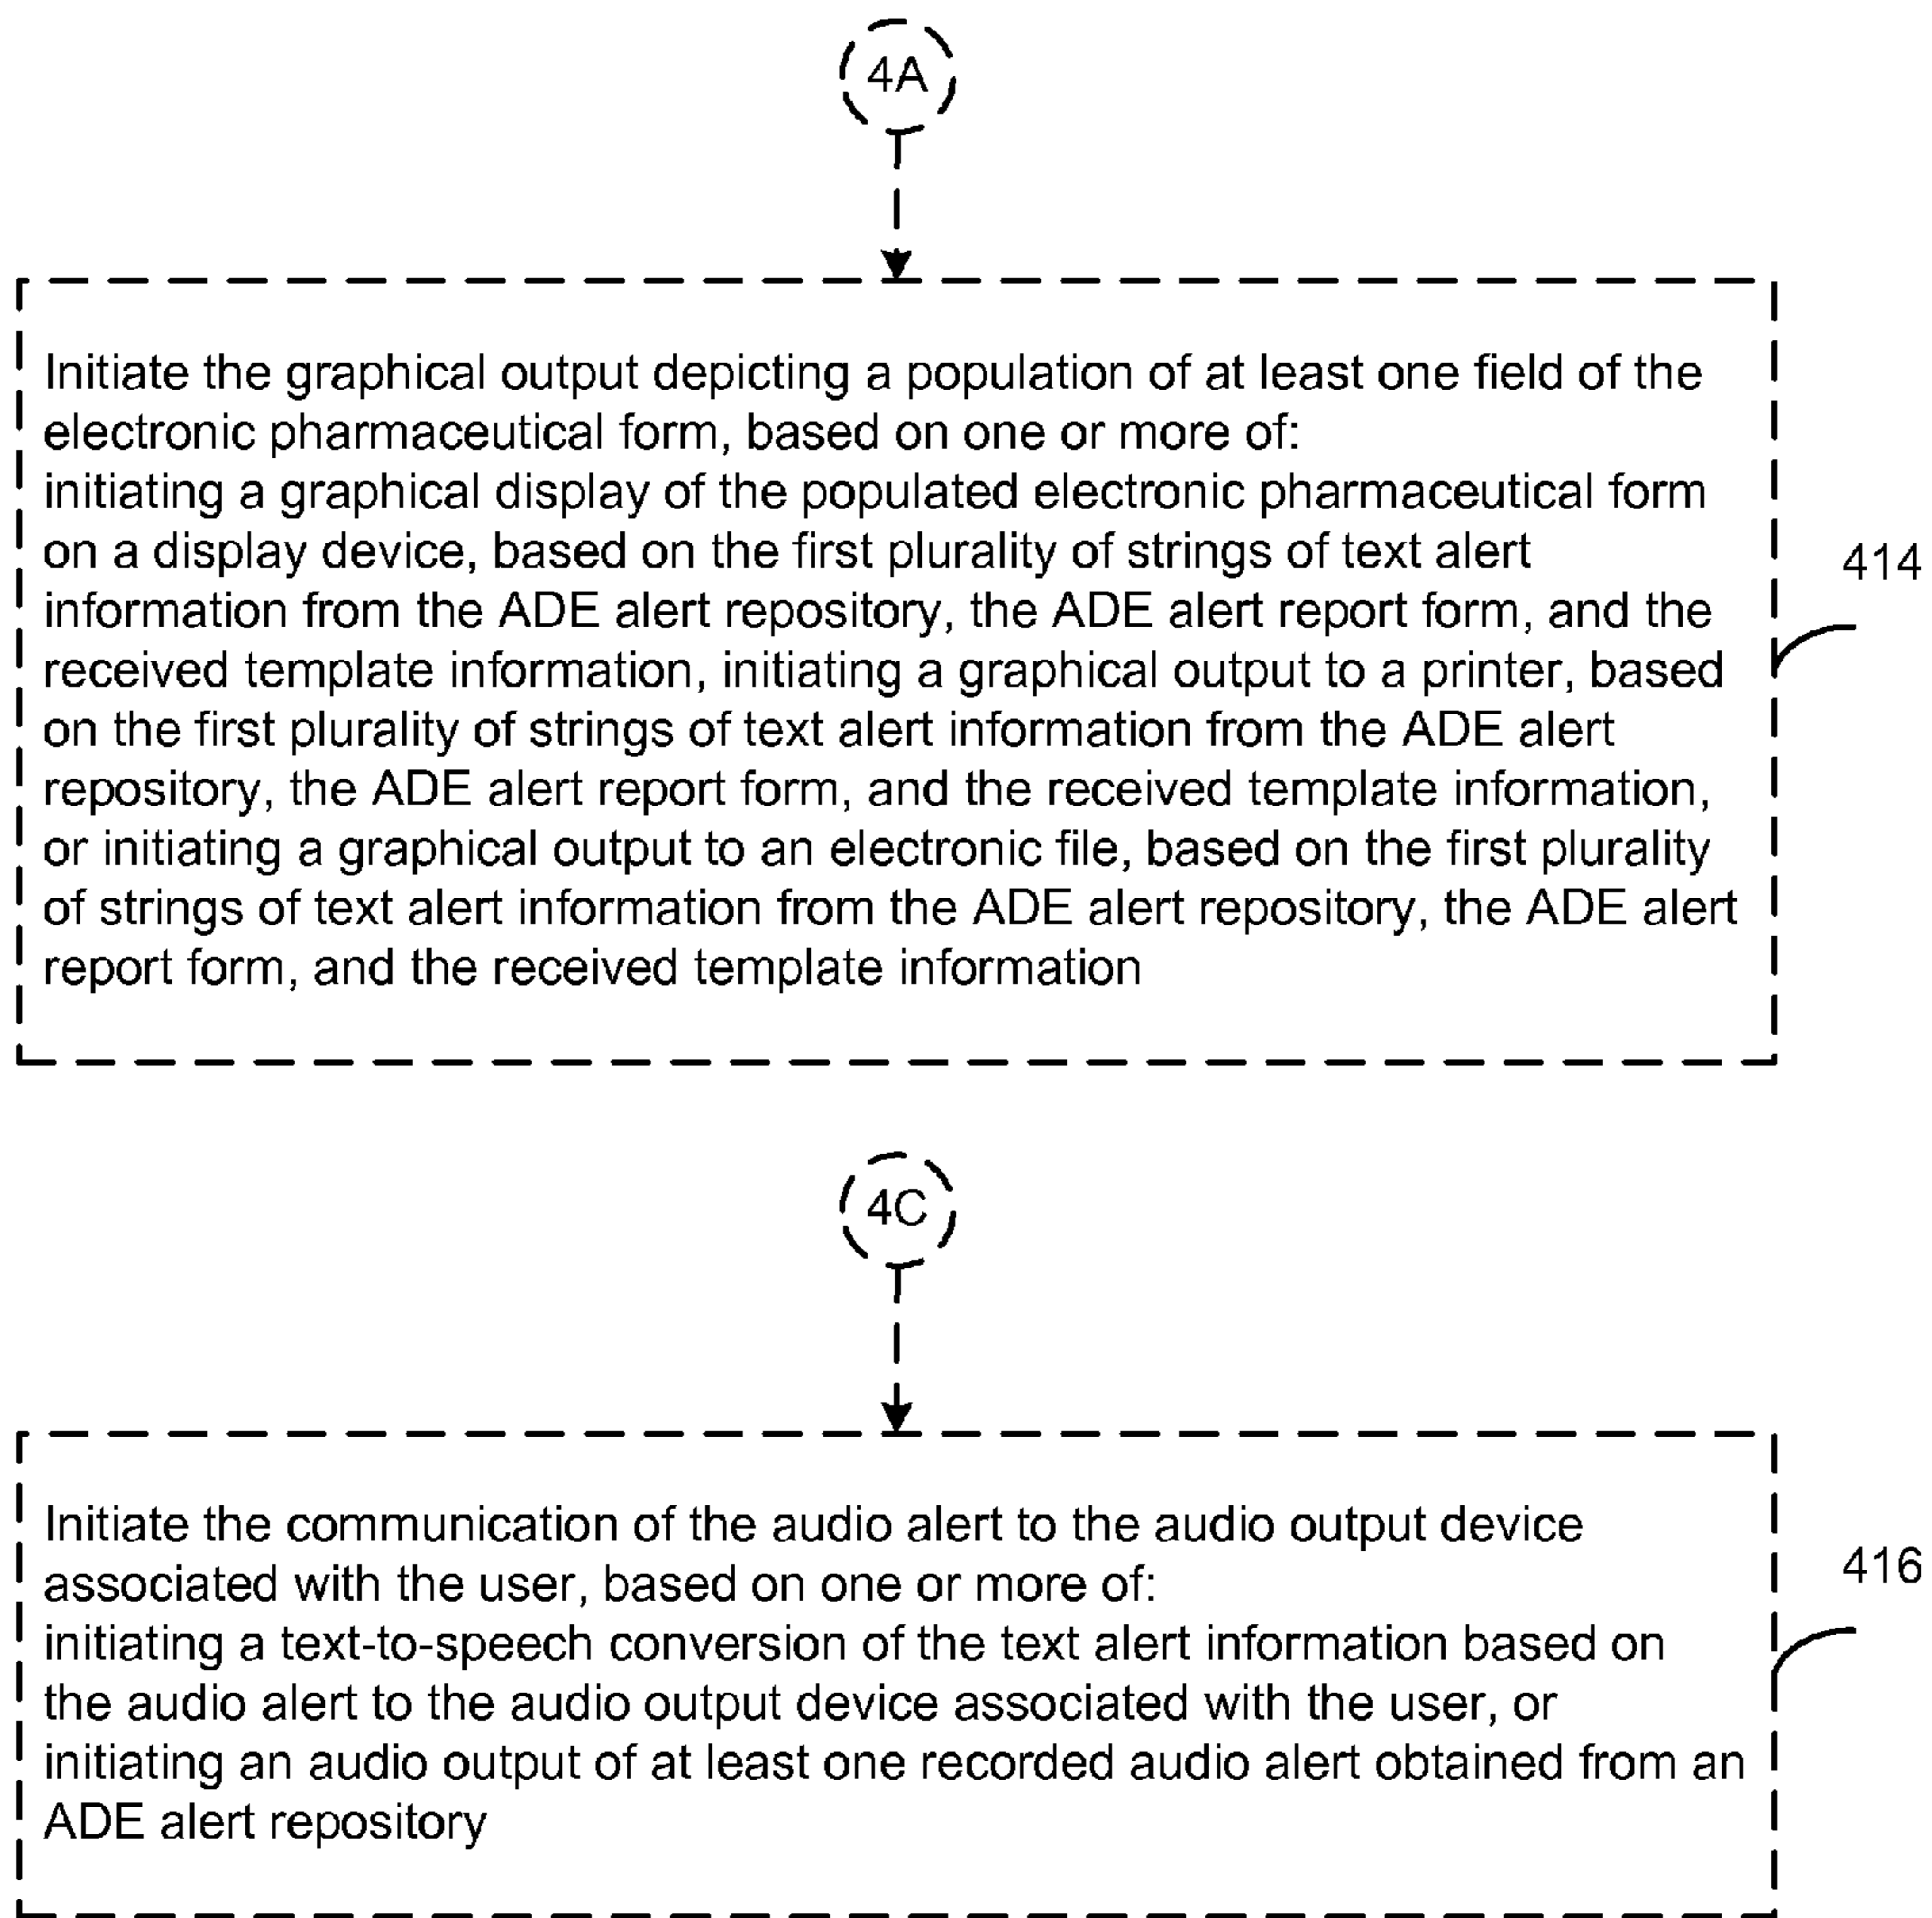 4A
Initiate the graphical output depicting a population of at least one field of the
electronic pharmaceutical form, based on one or more of:
initiating a graphical display of the populated electronic pharmaceutical form
on a display device, based on the first plurality of strings of text alert
information from the ADE alert repository, the ADE alert report form, and the
received template information, initiating a graphical output to a printer, based
on the first plurality of strings of text alert information from the ADE alert
repository, the ADE alert report form, and the received template information,
or initiating a graphical output to an electronic file, based on the first plurality
of strings of text alert information from the ADE alert repository, the ADE alert
report form, and the received template information
414
4C
Initiate the communication of the audio alert to the audio output device
associated with the user, based on one or more of:
initiating a text-to-speech conversion of the text alert information based on
the audio alert to the audio output device associated with the user, or
initiating an audio output of at least one recorded audio alert obtained from an
ADE alert repository
416